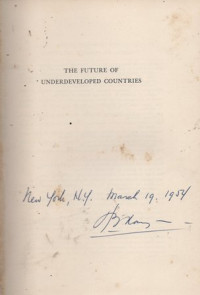 THE FUTURE OF
UNDERDEVELOPED COUNTRIES
New York, N.Y. March 19, 1954